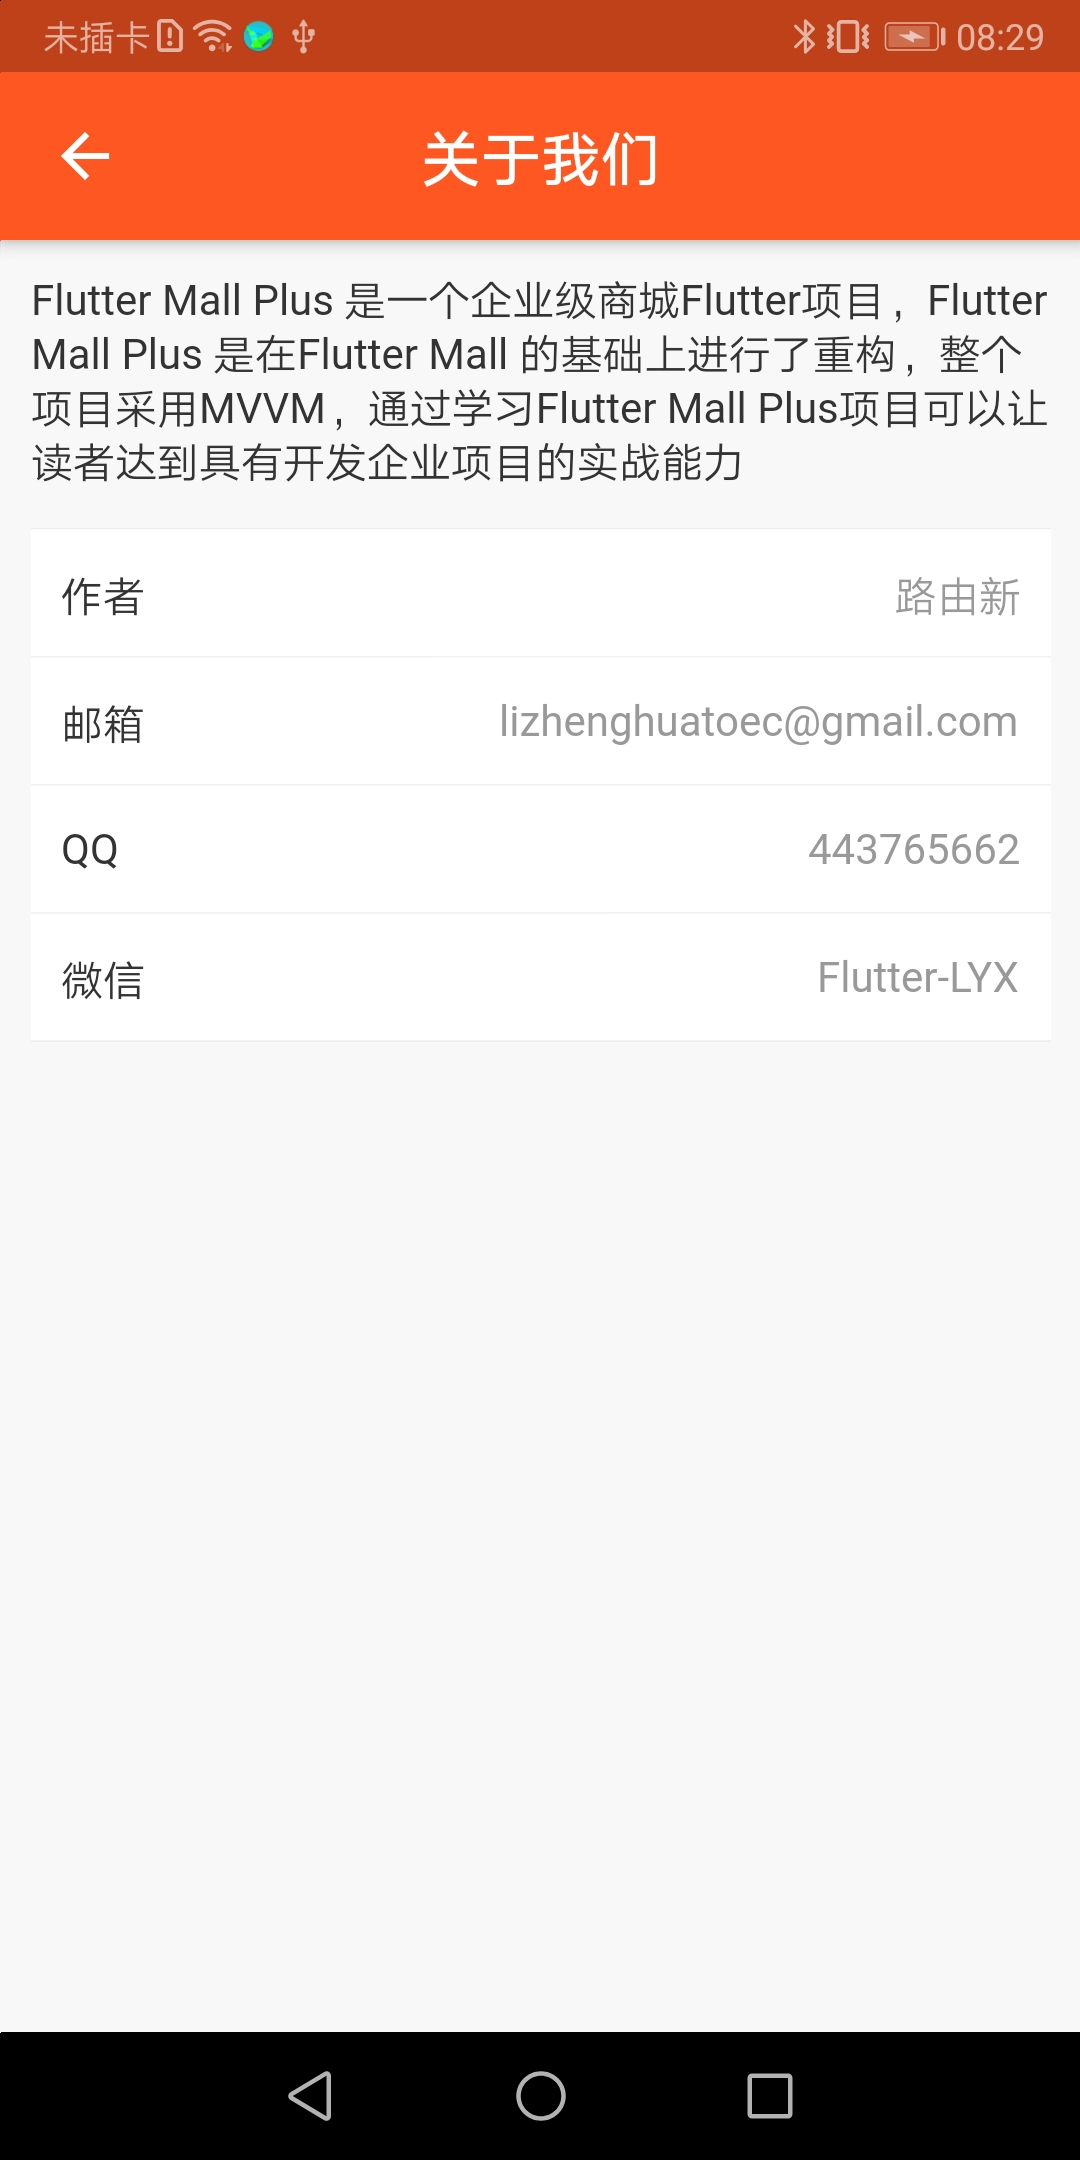 未插卡 08:29
关于我们
Flutter Mall Plus 是一个企业级商城Flutter项目，Flutter
Mall Plus 是在Flutter Mall 的基础上进行了重构，整个
项目采用MVVM，通过学习Flutter Mall Plus项目可以让
读者达到具有开发企业项目的实战能力
作者 路由新
邮箱 lizhenghuatoec@gmail.com
QQ 443765662
微信 Flutter-LYX